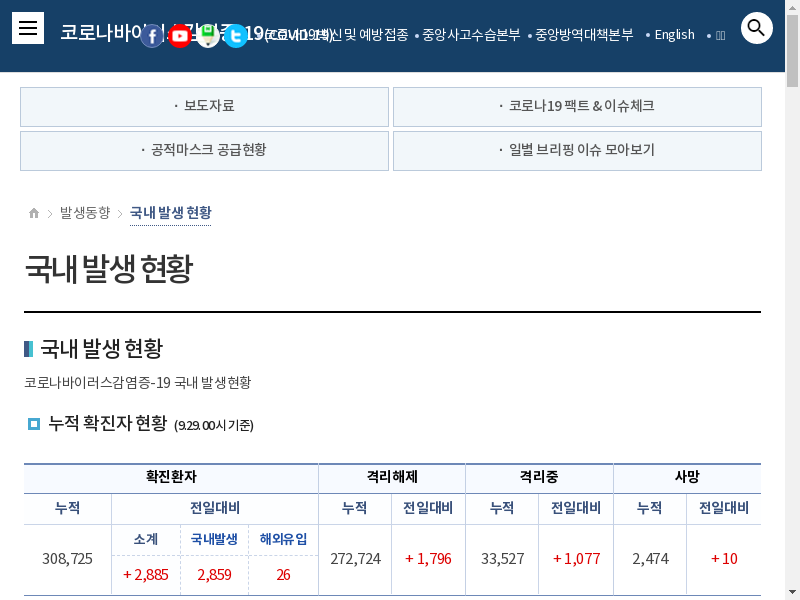 코로나바이러스감염증-19(COVID-19)
백신 및 예방접종
중앙사고수습본부
중앙방역대책본부
English
· 보도자료
· 코로나19 팩트 & 이슈체크
· 공적마스크 공급현황
· 일별 브리핑 이슈 모아보기
발생동향
국내 발생 현황
국내 발생 현황
국내 발생 현황
코로나바이러스감염증-19 국내 발생현황
누적 확진자 현황 (9.29. 00시 기준)
확진환자 격리해제 격리중 사망
누적 전일대비 누적 전일대비 누적 전일대비 누적 전일대비
소계 국내발생 해외유입
308,725 272,724 + 1,796 33,527 + 1,077 2,474 + 10
+ 2,885 2,859 26